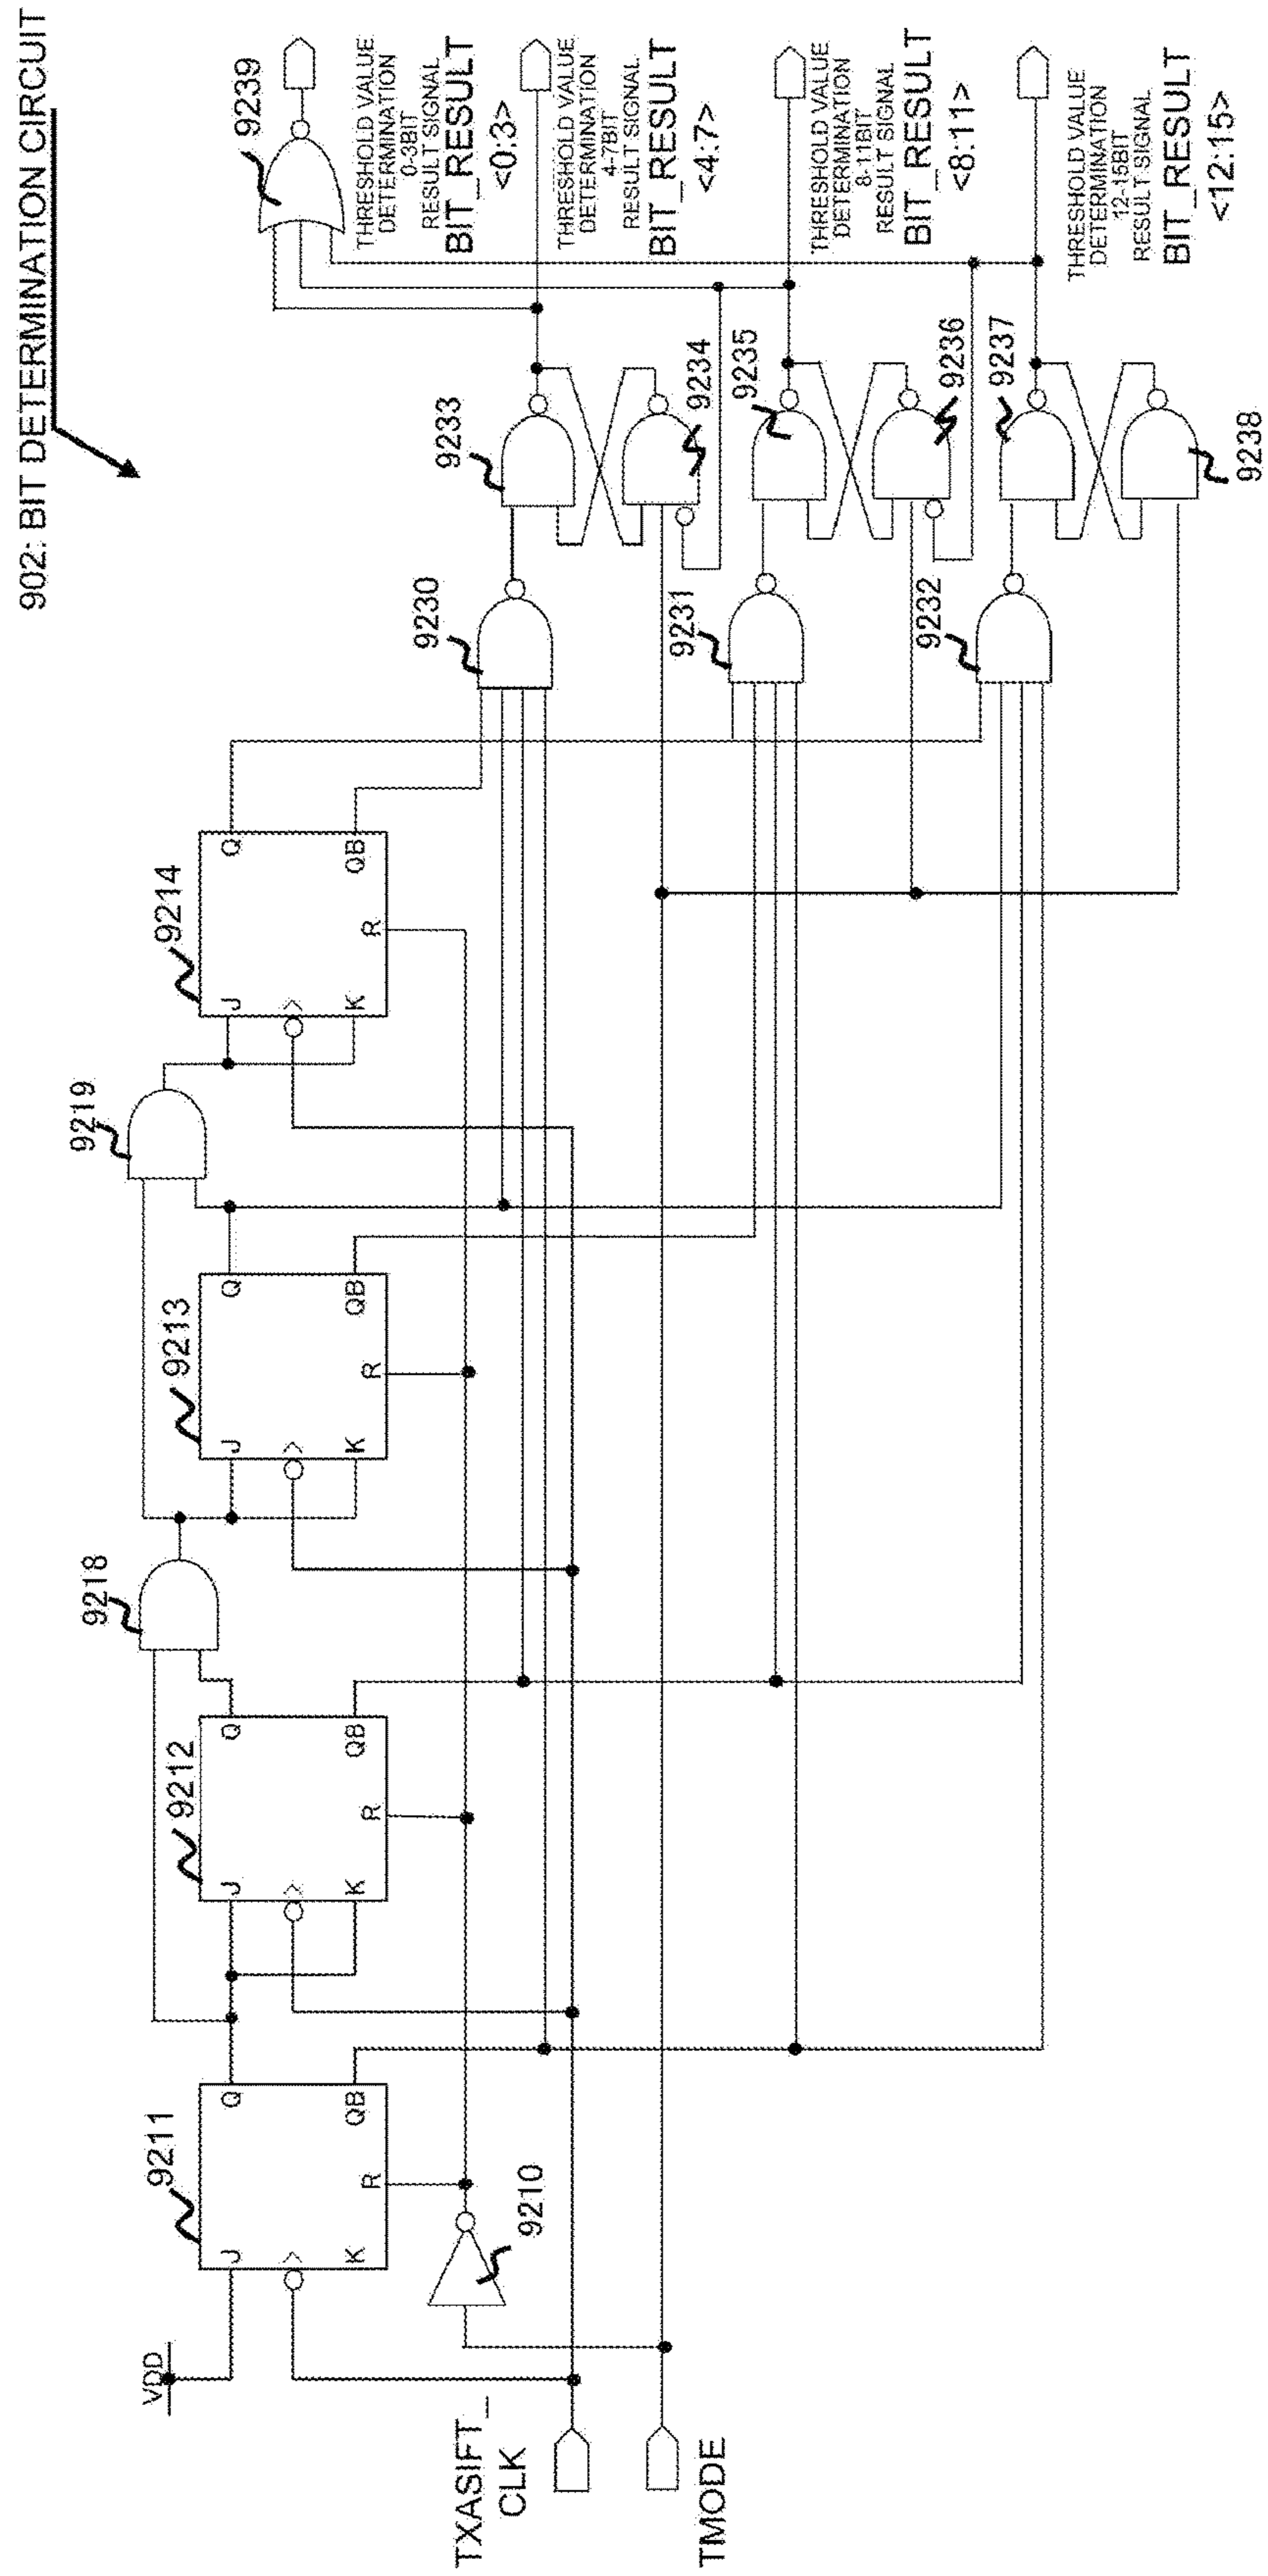 902: BIT DETERMINATION CIRCUIT
VDD
TXASIFT_
CLK
TMODE
9210
9211
J
K
Q
QB
R
9212
J
K
Q
QB
R
9218
9213
J
K
Q
QB
R
9219
9214
J
K
Q
QB
R
9230
9231
9232
9233
9234
9235
9236
9237
9238
9239
THRESHOLD VALUE
DETERMINATION
0-3BIT
RESULT SIGNAL
BIT_RESULT
<0:3>
THRESHOLD VALUE
DETERMINATION
4-7BIT
RESULT SIGNAL
BIT_RESULT
<4:7>
THRESHOLD VALUE
DETERMINATION
8-11BIT
RESULT SIGNAL
BIT_RESULT
<8:11>
THRESHOLD VALUE
DETERMINATION
12-15BIT
RESULT SIGNAL
BIT_RESULT
<12:15>